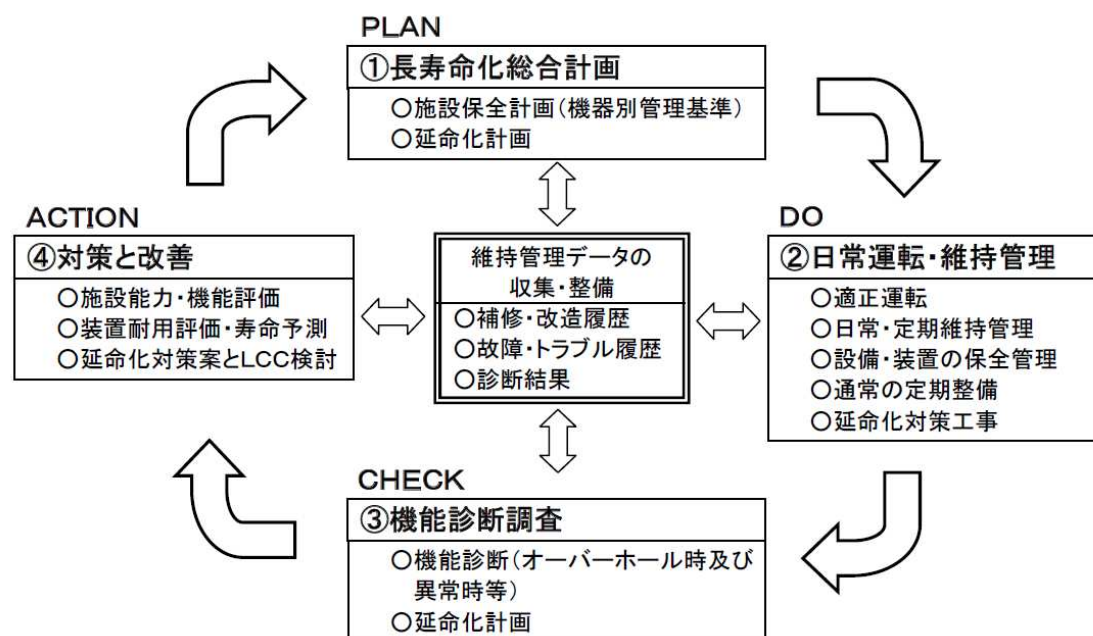 PLAN
①長寿命化総合計画
○施設保全計画(機器別管理基準)
○延命化計画
ACTION
④対策と改善
○施設能力・機能評価
○装置耐用評価・寿命予測
○延命化対策案とLCC検討
維持管理データの
収集・整備
○補修・改造履歴
○故障・トラブル履歴
○診断結果
DO
②日常運転・維持管理
○適正運転
○日常・定期維持管理
○設備・装置の保全管理
○通常の定期整備
○延命化対策工事
CHECK
③機能診断調査
○機能診断(オーバーホール時及び
異常時等)
○延命化計画